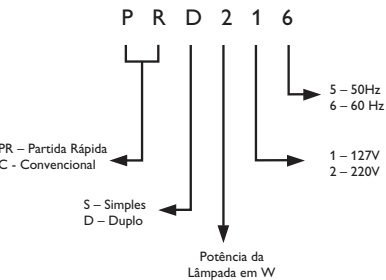 P R D 2 1 6
5 – 50Hz
6 – 60 Hz
PR – Partida Rápida
C - Convencional
1 – 127V
2 – 220V
S – Simples
D – Duplo
Potência da
Lâmpada em W